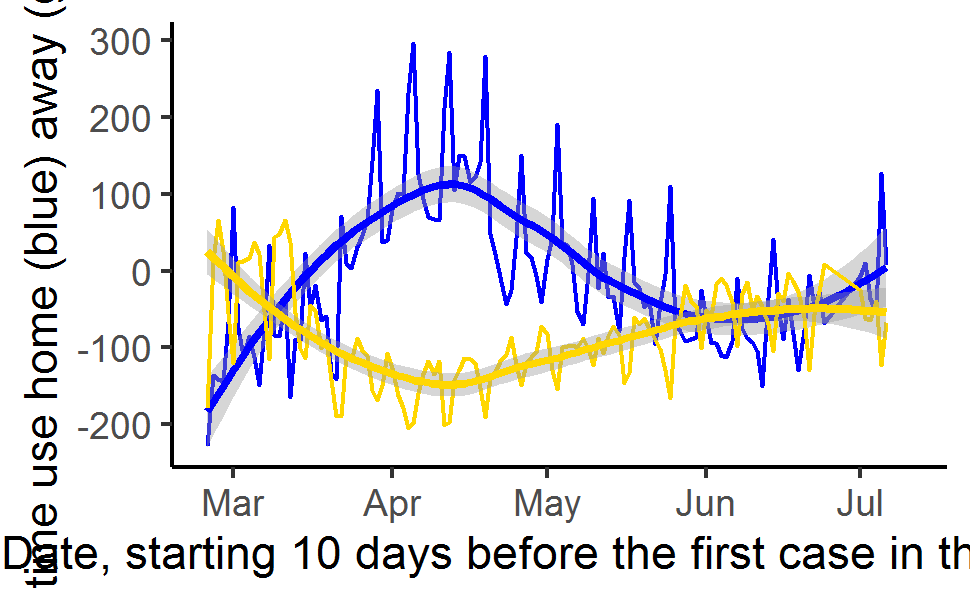 time use home (blue) away (
300
200
100
0
-100
-200
Mar Apr May Jun Jul
Date, starting 10 days before the first case in th